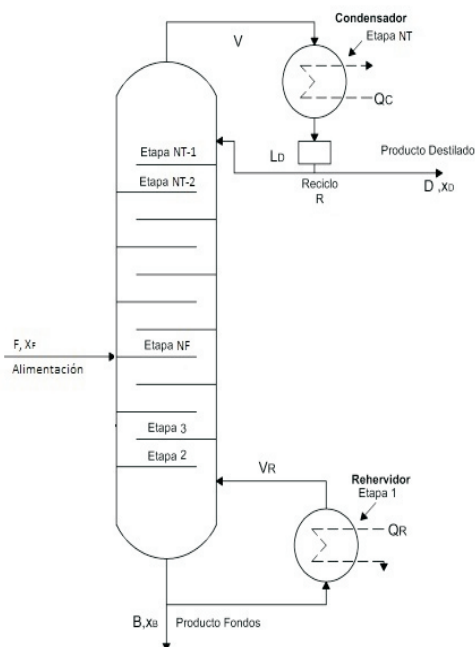 Condensador
Etapa NT
V
QC
Etapa NT-1
Etapa NT-2
LD
Producto Destilado
Reciclo
R
D ,xD
F, XF
Alimentación
Etapa NF
Etapa 3
Etapa 2
VR
Rehervidor
Etapa 1
QR
B,xB
Producto Fondos